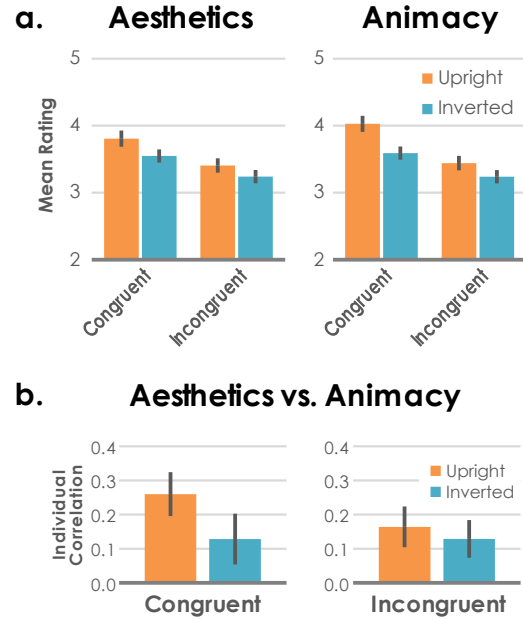 a. Aesthetics Animacy
Mean Rating
5
4
3
2
Congruent
Incongruent
5
4
3
2
Upright
Inverted
Congruent
Incongruent
b. Aesthetics vs. Animacy
Individual
Correlation
0.4
0.3
0.2
0.1
0.0
Congruent
0.4
0.3
0.2
0.1
0.0
Upright
Inverted
Incongruent